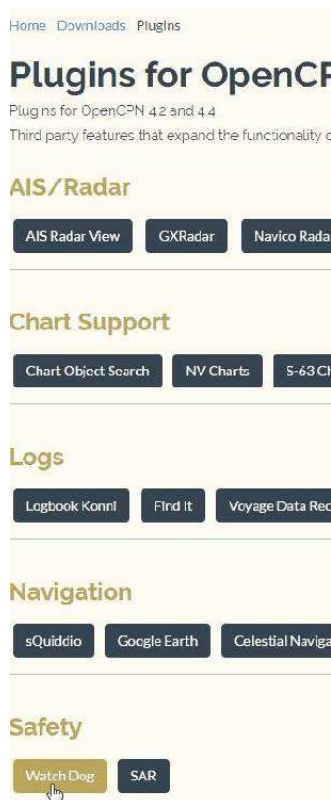 Home Downloads Plugins
Plugins for OpenCP
Plugins for OpenCPN 4.2 and 4.4
Third party features that expand the functionality o
AIS/Radar
AIS Radar View GXRadar Navico Rada
Chart Support
Chart Object Search NV Charts S-63 Ch
Logs
Logbook Konni Find It Voyage Data Rec
Navigation
sQuiddio Google Earth Celestial Naviga
Safety
Watch Dog SAR